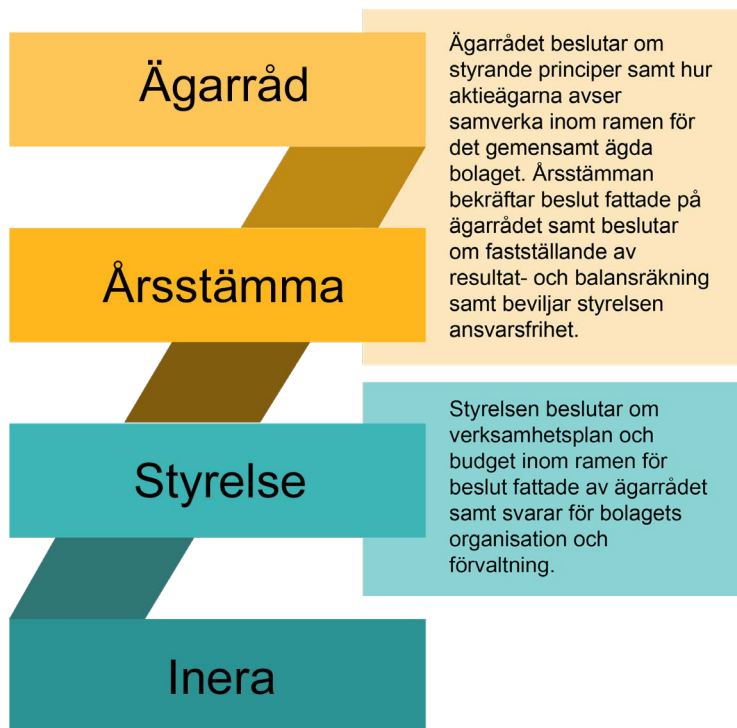 Ägarråd
Ägarrådet beslutar om
styrande principer samt hur
aktieägarna avser
samverka inom ramen för
det gemensamt ägda
bolaget. Årsstämman
bekräftar beslut fattade på
ägarrådet samt beslutar
om fastställande av
resultat- och balansräkning
samt beviljar styrelsen
ansvarsfrihet.
Årsstämma
Styrelse
Styrelsen beslutar om
verksamhetsplan och
budget inom ramen för
beslut fattade av ägarrådet
samt svarar för bolagets
organisation och
förvaltning.
Inera